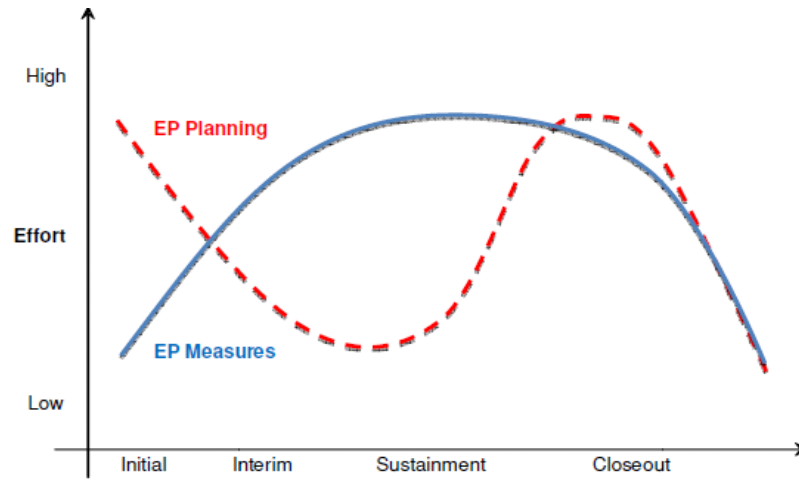 High
EP Planning
Effort
EP Measures
Low
Initial Interim Sustainment Closeout